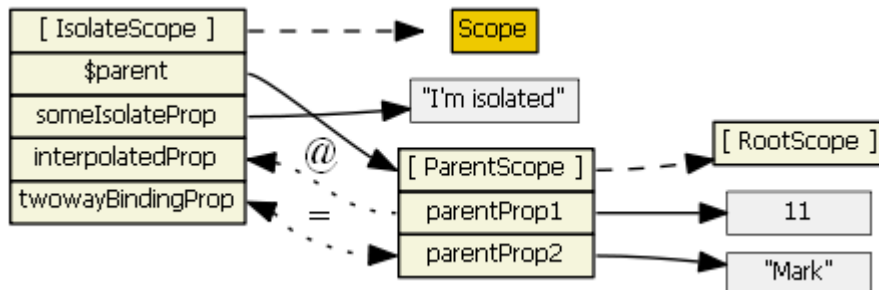 [ IsolateScope ]
Scope
$parent
"I'm isolated"
someIsolateProp
interpolatedProp
@
[ ParentScope ]
[ RootScope ]
twowayBindingProp
=
parentProp1
11
parentProp2
"Mark"